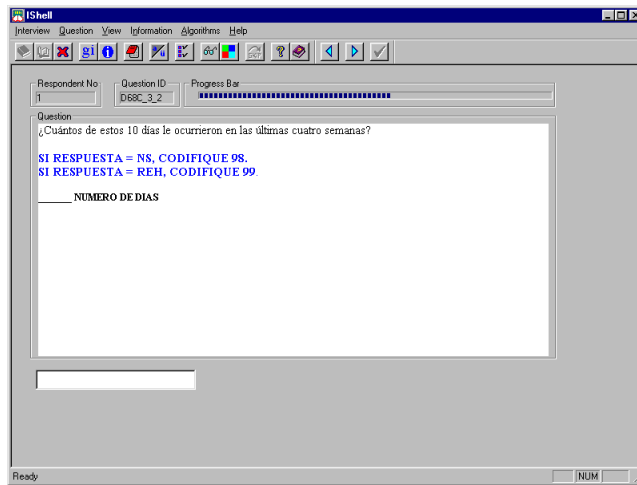 IShell
Interview Question View Information Algorithms Help
gi
Respondent No
Question ID
Progress Bar
1
D68C_3_2
Question
¿Cuántos de estos 10 días le ocurrieron en las últimas cuatro semanas?
SI RESPUESTA = NS, CODIFIQUE 98.
SI RESPUESTA = REH, CODIFIQUE 99.
______ NUMERO DE DIAS
Ready
NUM